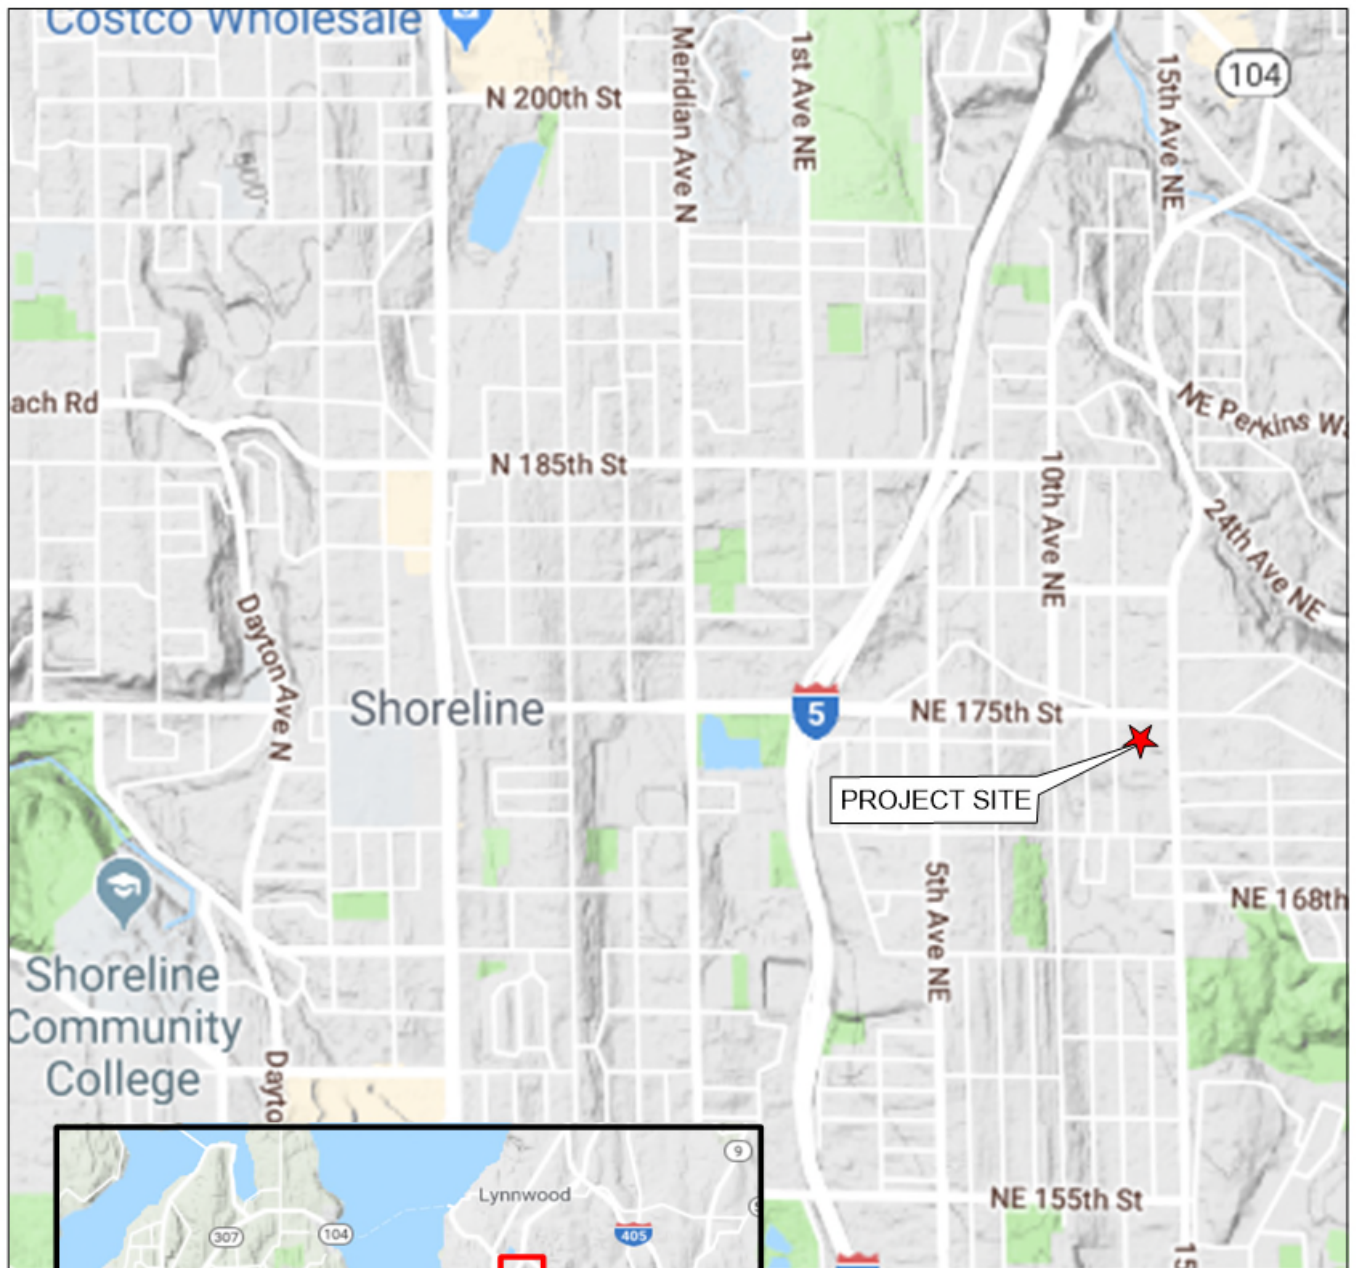 Costco Wholesale
104
N 200th St
Meridian Ave N
1st Ave NE
15th Ave NE
ach Rd
NE Perkins W
N 185th St
10th Ave NE
24th Ave NE
Dayton Ave N
Shoreline
5
NE 175th St
PROJECT SITE
5th Ave NE
NE 168th
Shoreline
Community
College
Dayto
NE 155th St
15
9
Lynnwood
307
104
405